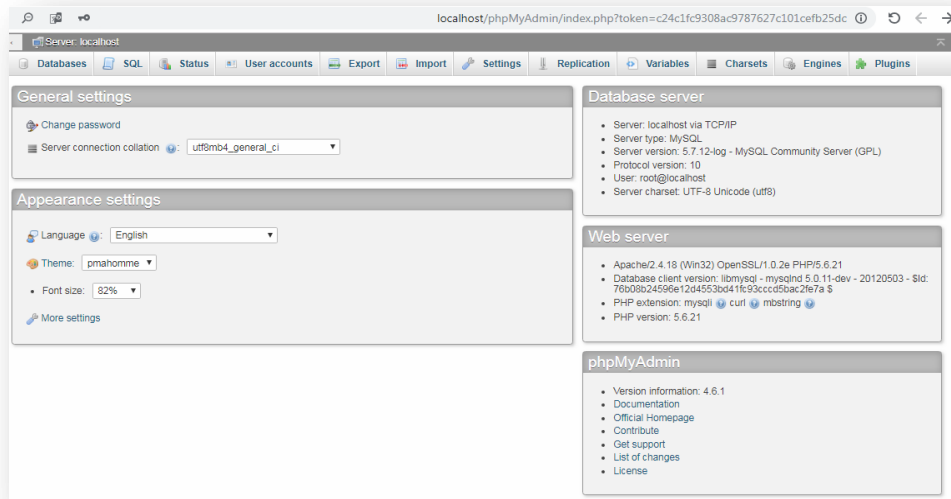 localhost/phpMyAdmin/index.php?token=c24c1fc9308ac9787627c101cefb25dc
Server: localhost
Databases SQL Status User accounts Export Import Settings Replication Variables Charsets Engines Plugins
General settings
Change password
Server connection collation : utf8mb4_general_ci
Appearance settings
Language : English
Theme: pmahomme
Font size: 82%
More settings
Database server
Server: localhost via TCP/IP
Server type: MySQL
Server version: 5.7.12-log - MySQL Community Server (GPL)
Protocol version: 10
User: root@localhost
Server charset: UTF-8 Unicode (utf8)
Web server
Apache/2.4.18 (Win32) OpenSSL/1.0.2e PHP/5.6.21
Database client version: libmysql - mysqlnd 5.0.11-dev - 20120503 - $Id:
76b08b24596e12d4553bd41fc93cccd5bac2fe7a $
PHP extension: mysqli curl mbstring
PHP version: 5.6.21
phpMyAdmin
Version information: 4.6.1
Documentation
Official Homepage
Contribute
Get support
List of changes
License